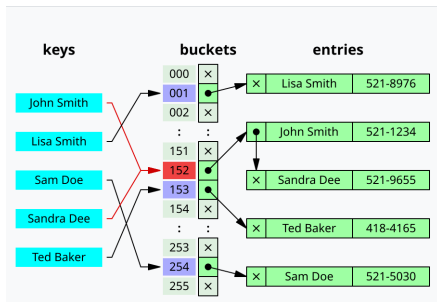 keys buckets entries
000 ×
001 × Lisa Smith 521-8976
002 ×
: :
John Smith
Lisa Smith
Sam Doe
Sandra Dee
Ted Baker
151 ×
152 John Smith 521-1234
153 × Sandra Dee 521-9655
154 ×
: :
× Ted Baker 418-4165
253 ×
254 × Sam Doe 521-5030
255 ×